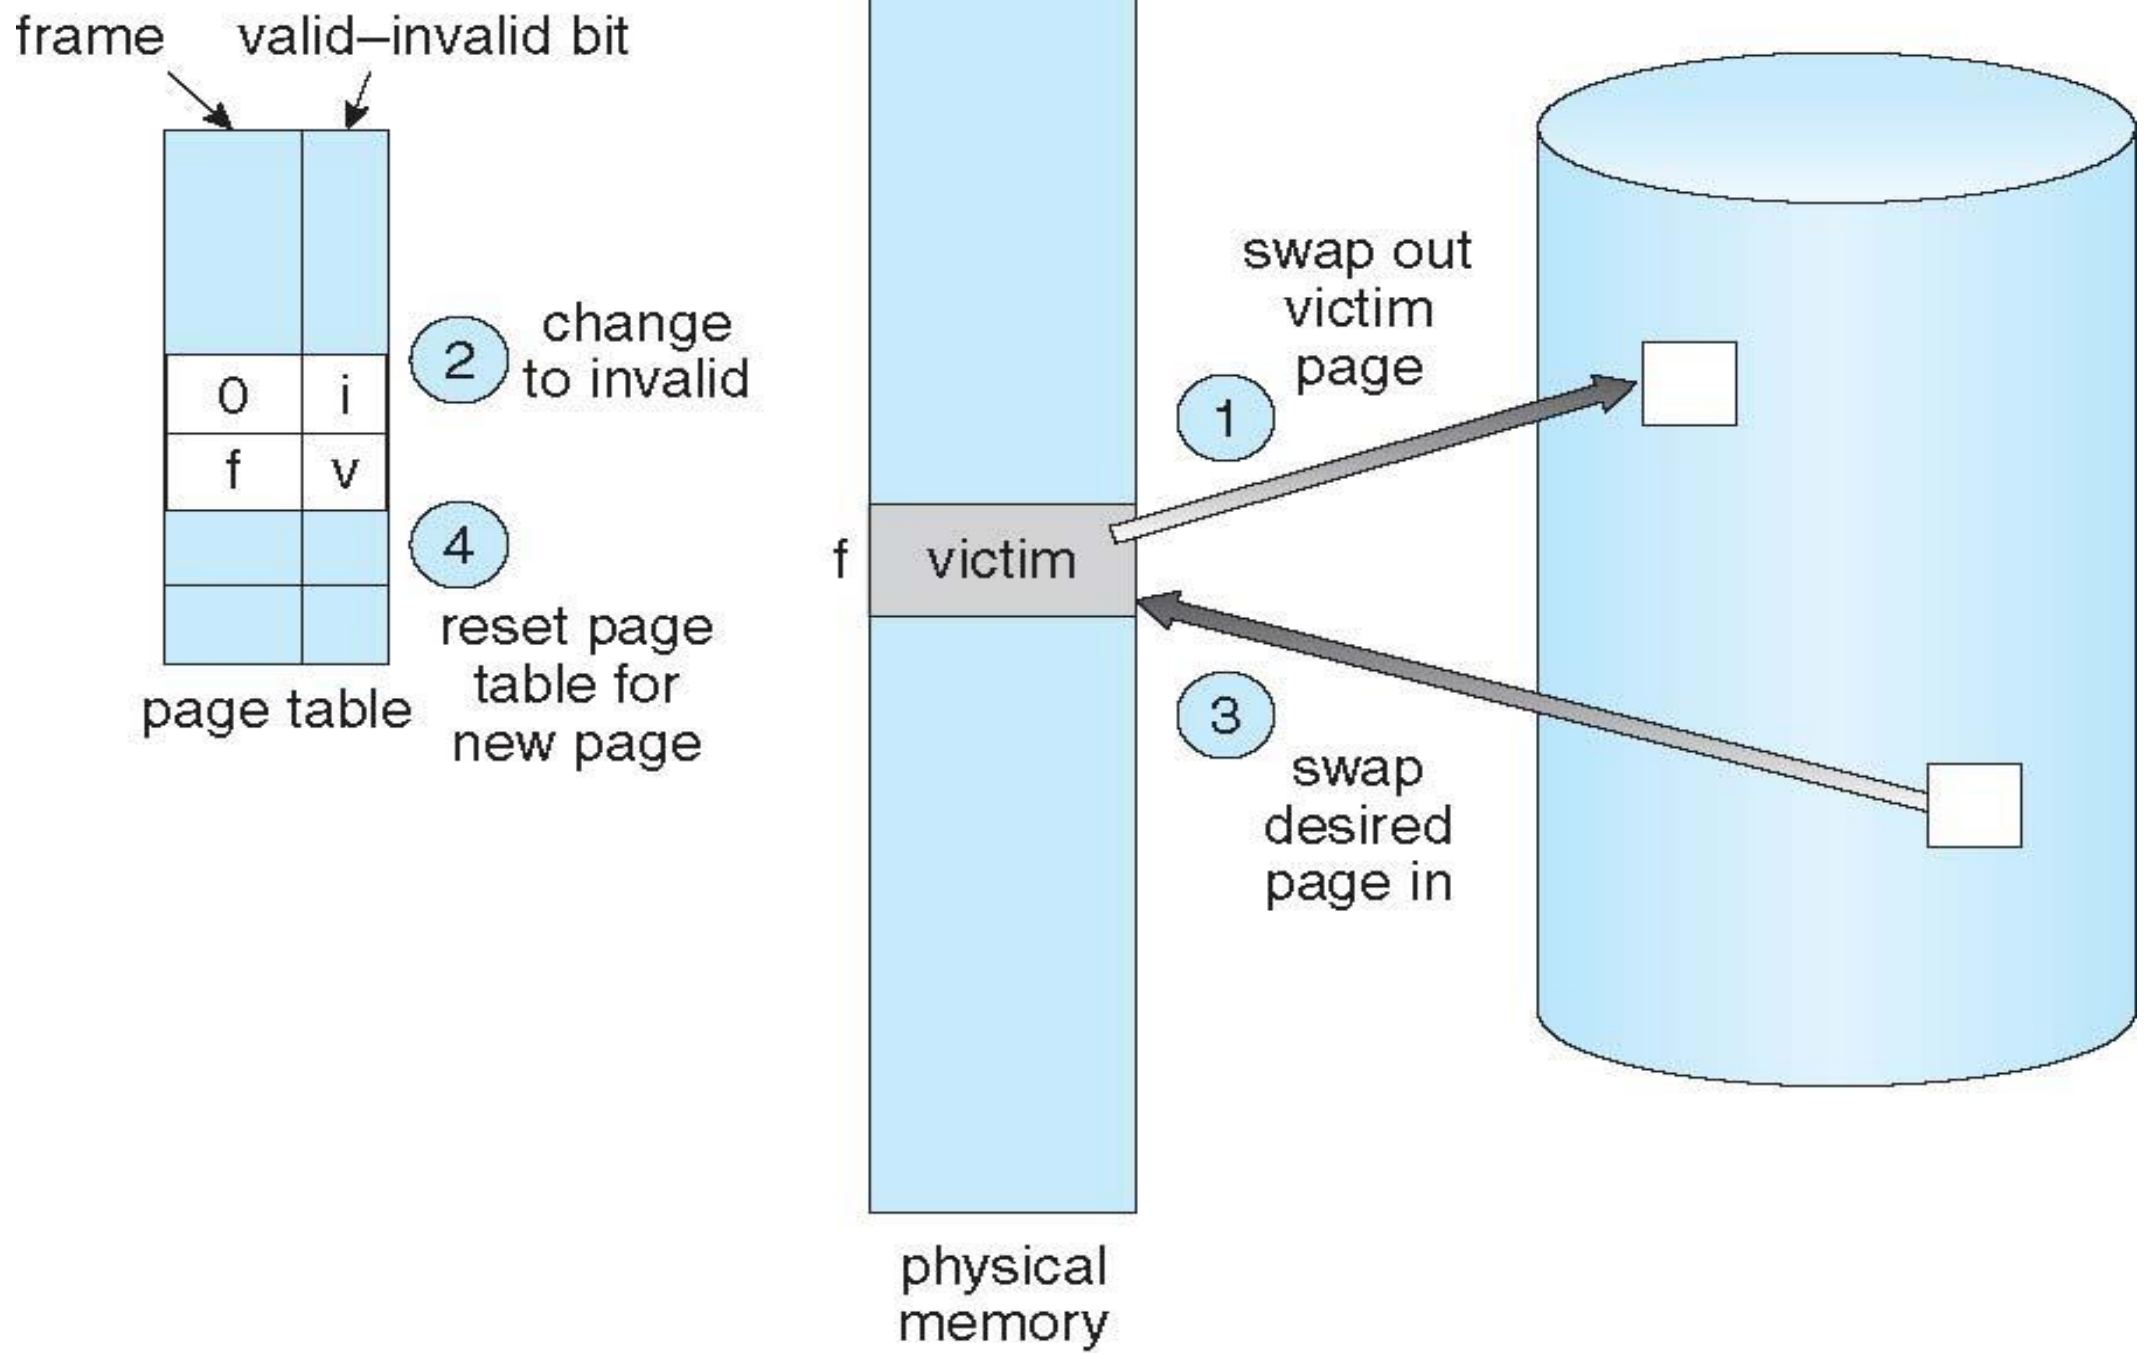 frame
valid–invalid bit
0
i
f
v
2
change
to invalid
4
reset page
table for
new page
page table
f
victim
physical
memory
swap out
victim
page
1
3
swap
desired
page in